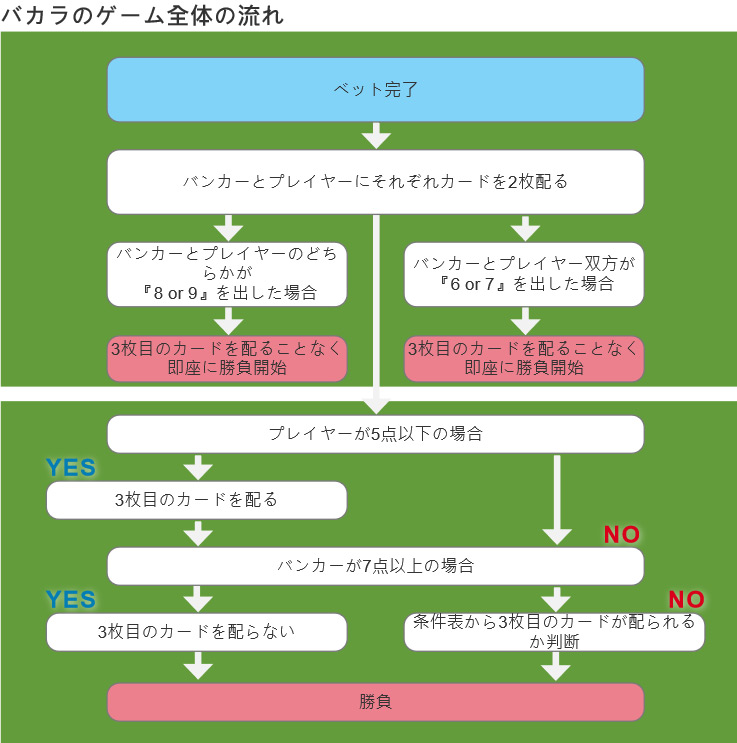 バカラのゲーム全体の流れ
ベット完了
バンカーとプレイヤーにそれぞれカードを2枚配る
バンカーとプレイヤーのどち
らかが
『8 or 9』を出した場合
バンカーとプレイヤー双方が
『6 or 7』を出した場合
3枚目のカードを配ることなく
即座に勝負開始
3枚目のカードを配ることなく
即座に勝負開始
プレイヤーが5点以下の場合
YES
3枚目のカードを配る
NO
バンカーが7点以上の場合
YES
3枚目のカードを配らない
NO
条件表から3枚目のカードが配られる
か判断
勝負